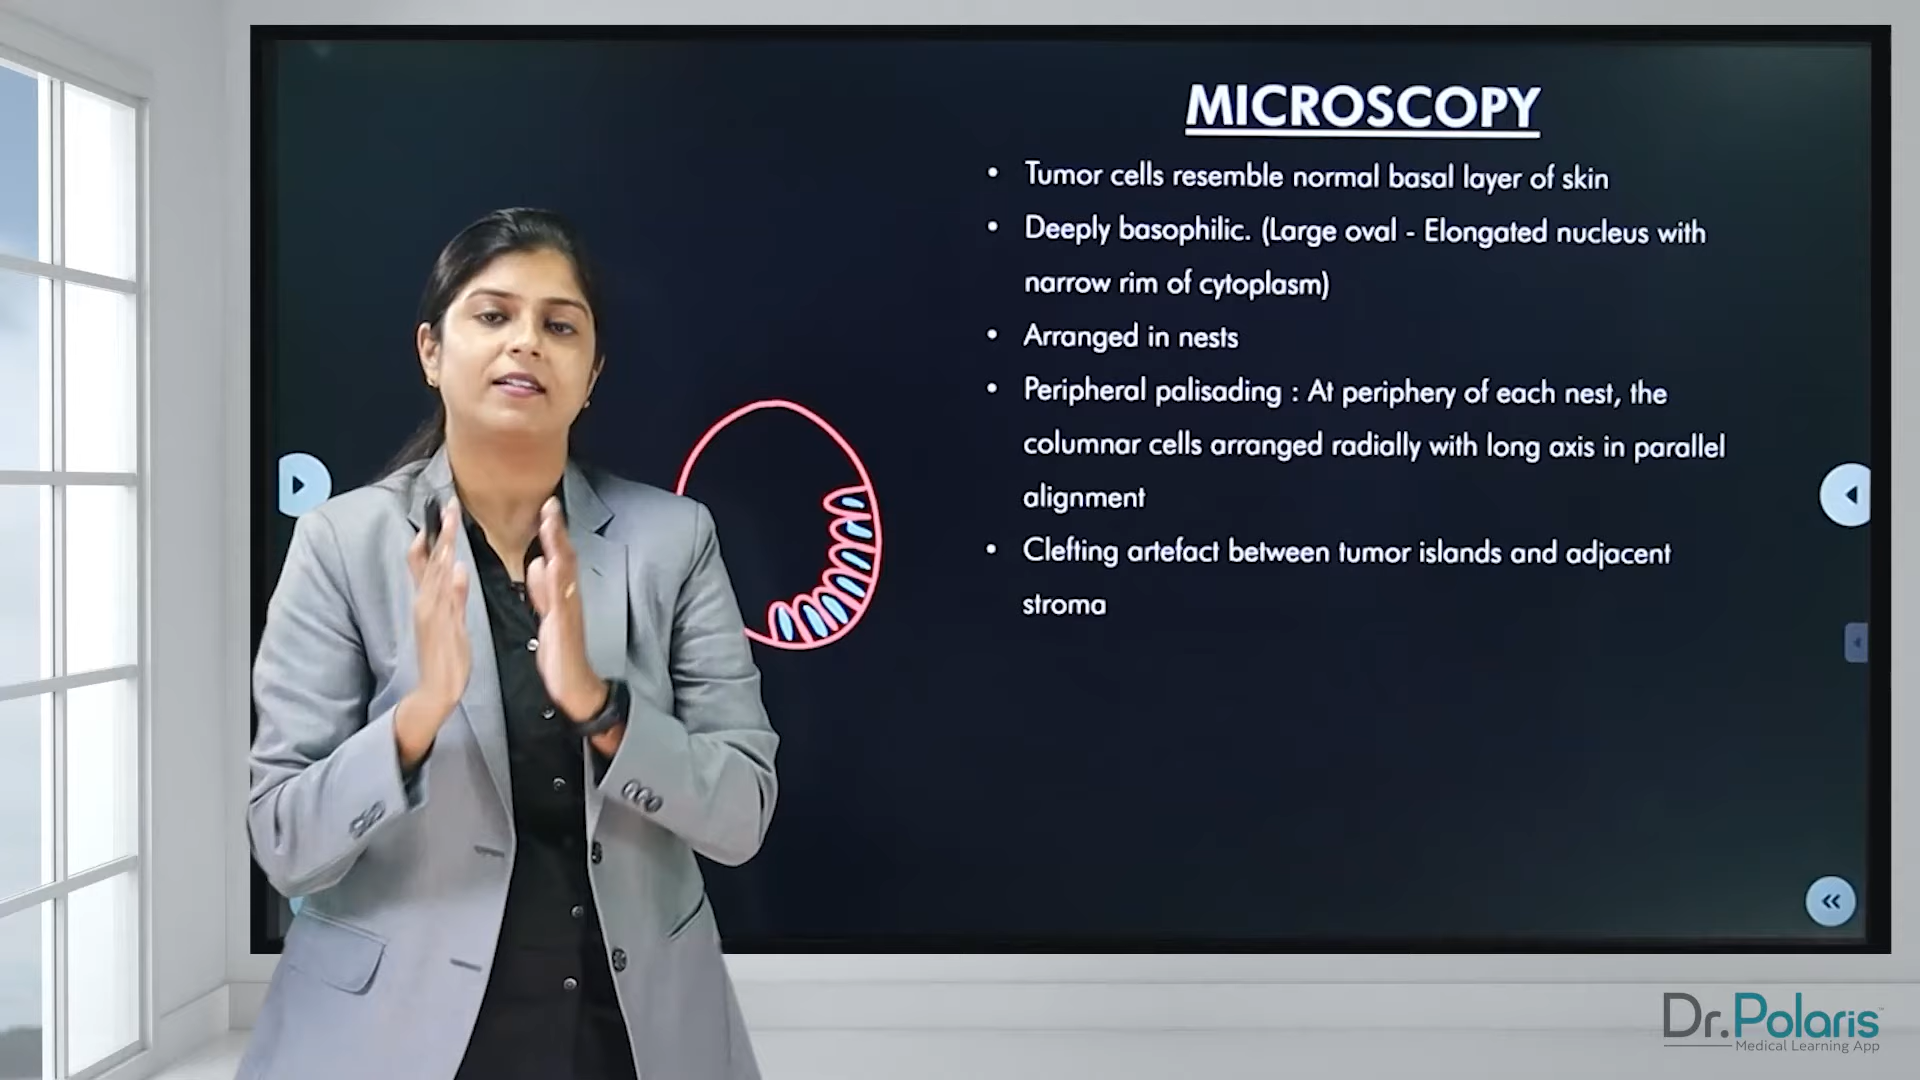 MICROSCOPY
• Tumor cells resemble normal basal layer of skin
• Deeply basophilic. (Large oval - Elongated nucleus with
narrow rim of cytoplasm)
• Arranged in nests
• Peripheral palisading : At periphery of each nest, the
columnar cells arranged radially with long axis in parallel
alignment
• Clefting artefact between tumor islands and adjacent
stroma
Dr.Polaris
Medical Learning App